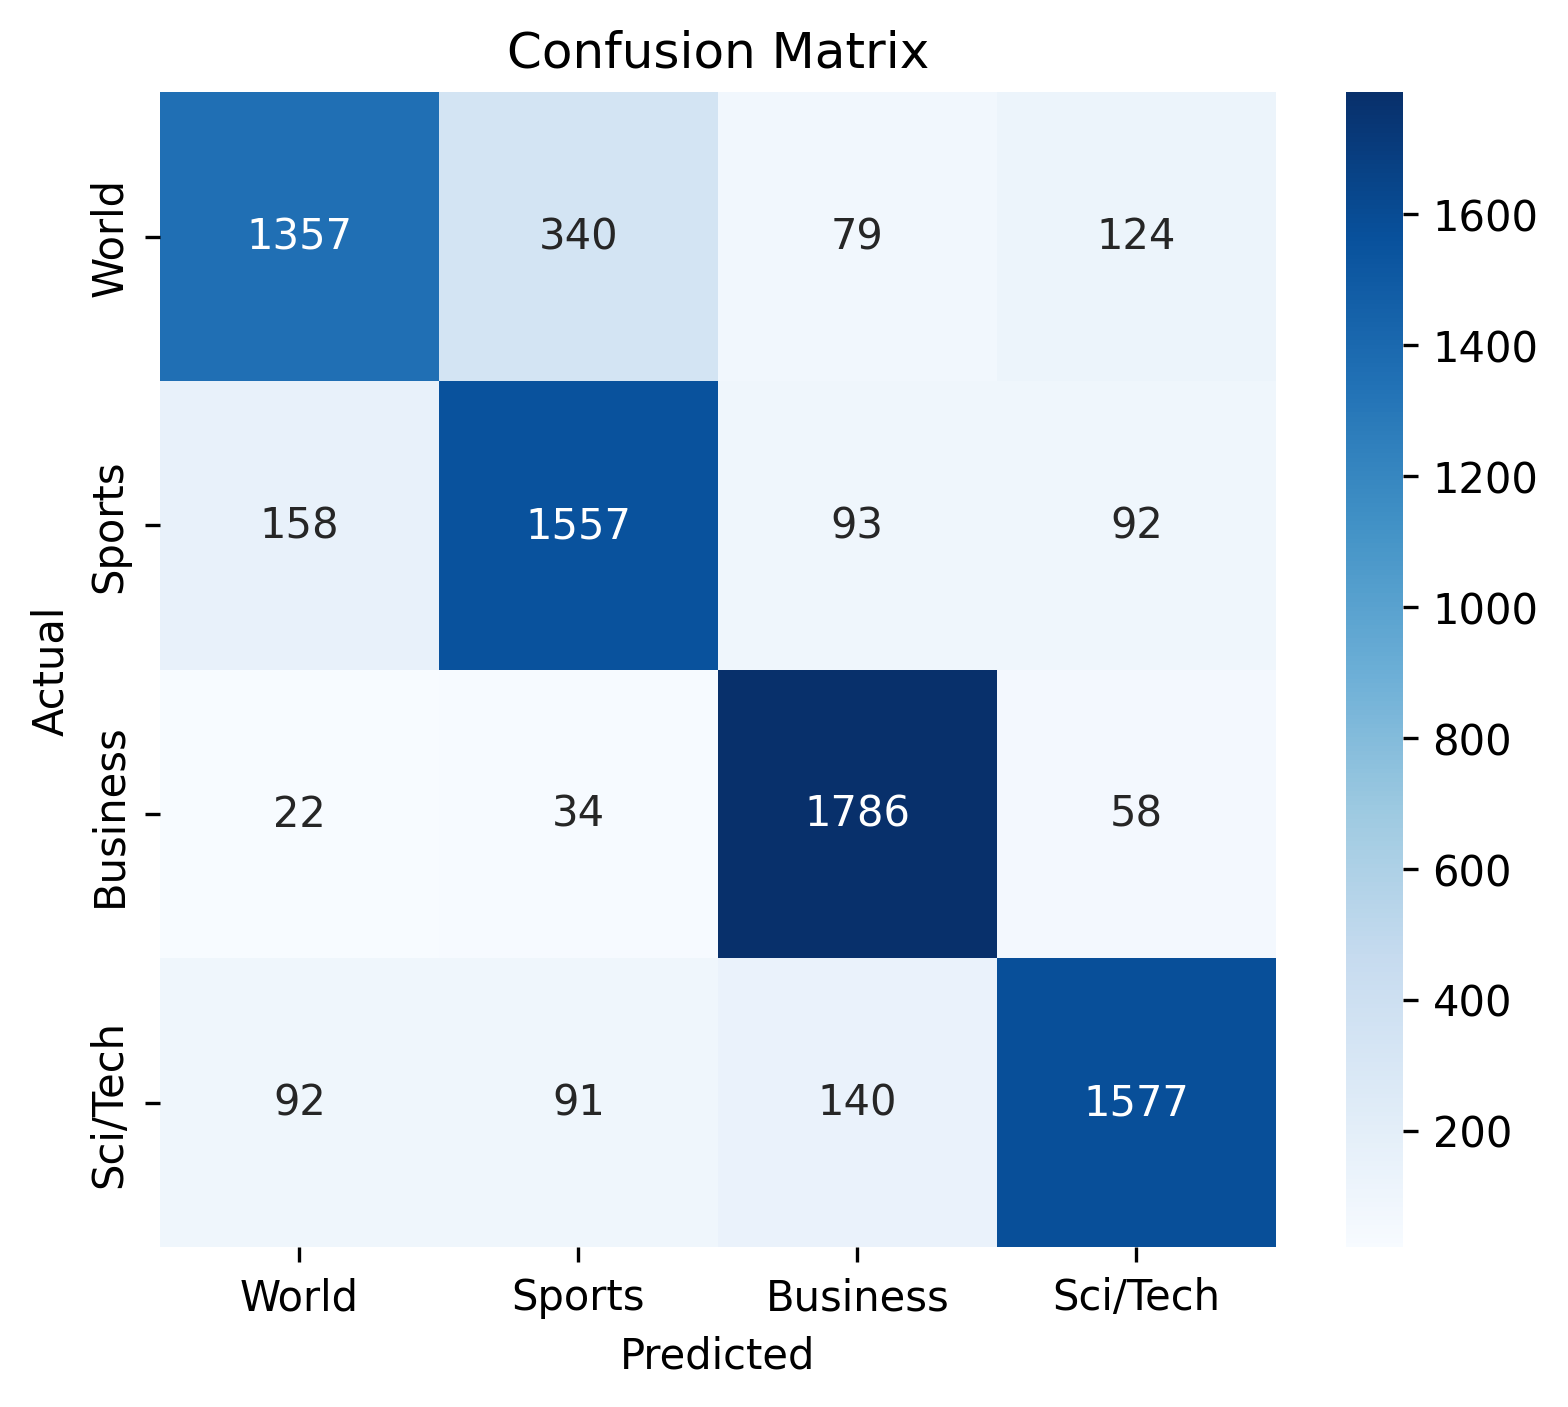 Confusion Matrix
World 1357 340 79 124
Sports 158 1557 93 92
Business 22 34 1786 58
Sci/Tech 92 91 140 1577
Actual
World Sports Business Sci/Tech
Predicted
1600
1400
1200
1000
800
600
400
200